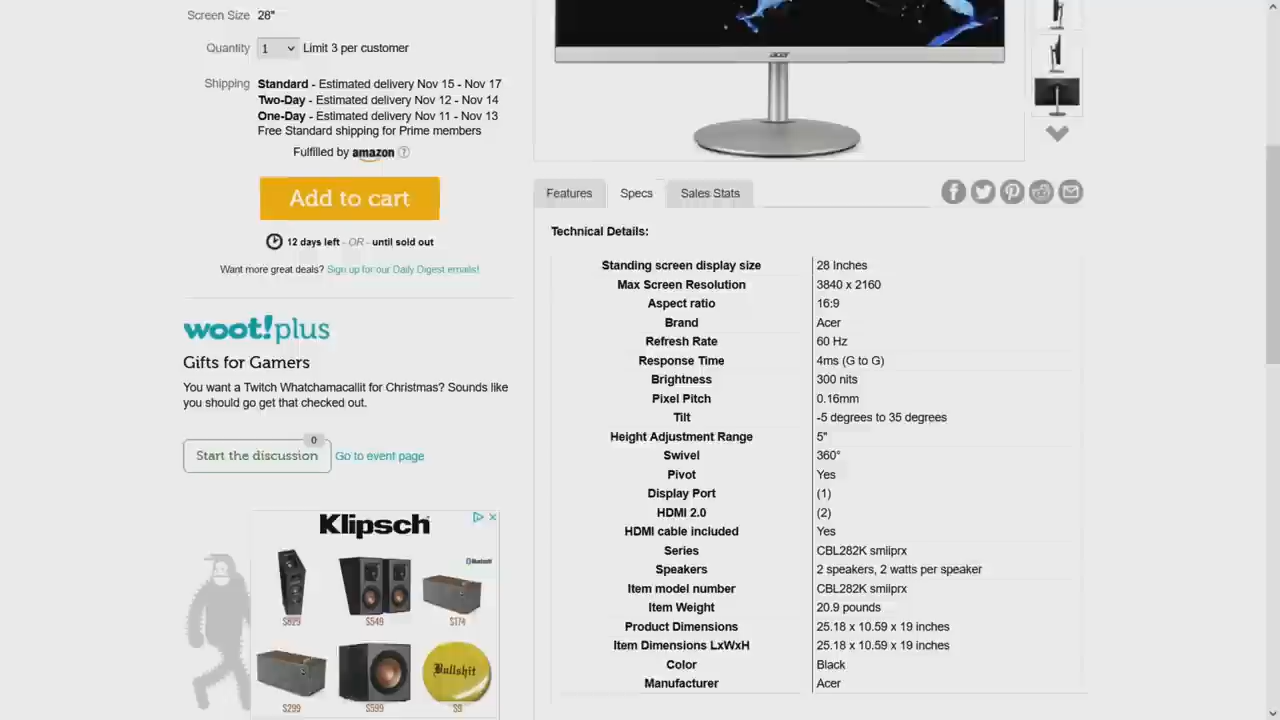 Screen Size 28"
Quantity 1 Limit 3 per customer
Shipping Standard - Estimated delivery Nov 15 - Nov 17
Two-Day - Estimated delivery Nov 12 - Nov 14
One-Day - Estimated delivery Nov 11 - Nov 13
Free Standard shipping for Prime members
Fulfilled by amazon ?
Add to cart
12 days left - OR - until sold out
Want more great deals? Sign up for our Daily Digest emails!
woot!plus
Gifts for Gamers
You want a Twitch Whatchamacallit for Christmas? Sounds like
you should go get that checked out.
0
Start the discussion Go to event page
Klipsch
Bluetooth
$829 $549 $174
Bullshit
$299 $599 $9
acer
Features Specs Sales Stats
Technical Details:
Standing screen display size 28 Inches
Max Screen Resolution 3840 x 2160
Aspect ratio 16:9
Brand Acer
Refresh Rate 60 Hz
Response Time 4ms (G to G)
Brightness 300 nits
Pixel Pitch 0.16mm
Tilt -5 degrees to 35 degrees
Height Adjustment Range 5"
Swivel 360°
Pivot Yes
Display Port (1)
HDMI 2.0 (2)
HDMI cable included Yes
Series CBL282K smiiprx
Speakers 2 speakers, 2 watts per speaker
Item model number CBL282K smiiprx
Item Weight 20.9 pounds
Product Dimensions 25.18 x 10.59 x 19 inches
Item Dimensions LxWxH 25.18 x 10.59 x 19 inches
Color Black
Manufacturer Acer